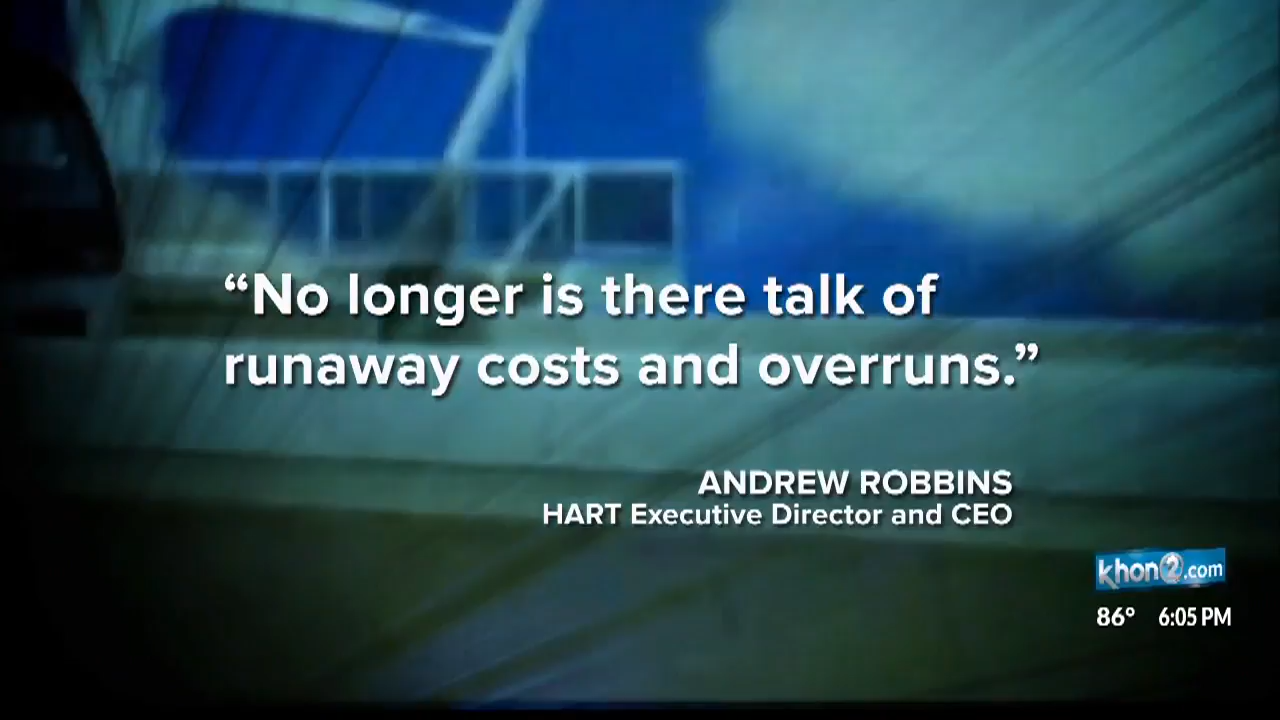 “No longer is there talk of
runaway costs and overruns.”
ANDREW ROBBINS
HART Executive Director and CEO
khon2.com
86° 6:05 PM